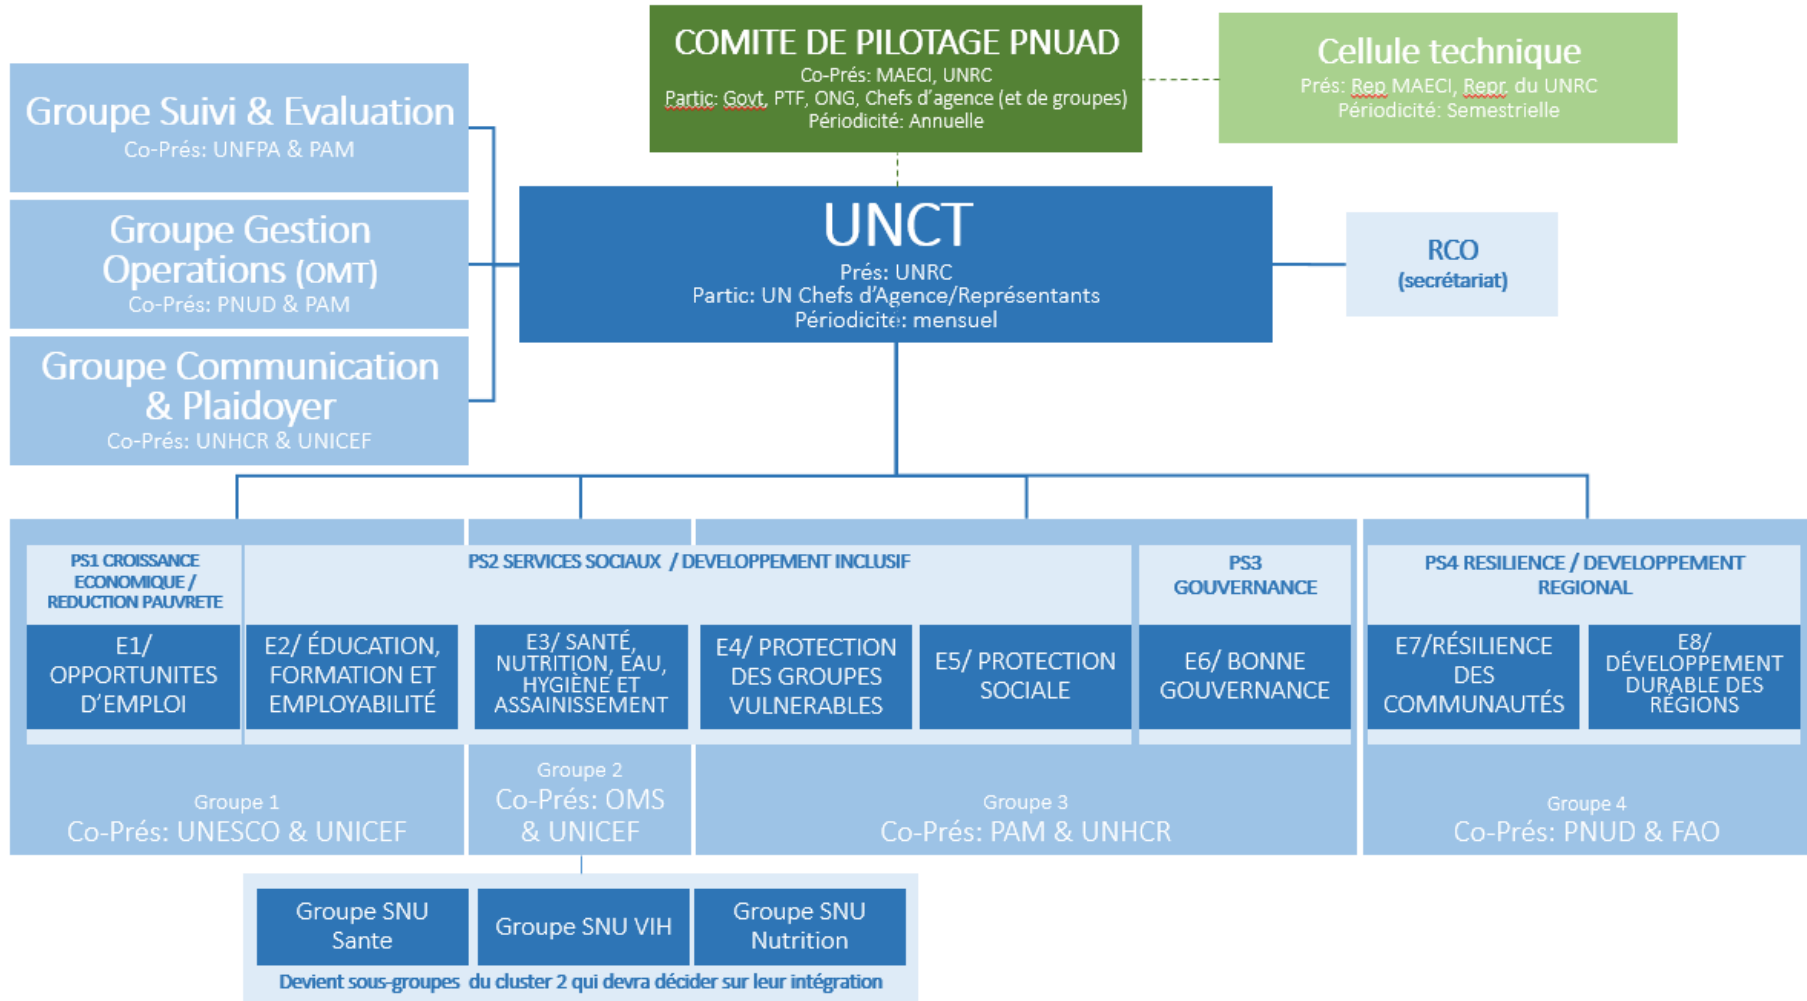 COMITE DE PILOTAGE PNUAD
Co-Prés: MAECI, UNRC
Partic: Govt, PTF, ONG, Chefs d'agence (et de groupes)
Périodicité: Annuelle
Cellule technique
Prés: Rep MAECI, Repr. du UNRC
Périodicité: Semestrielle
Groupe Suivi & Evaluation
Co-Prés: UNFPA & PAM
Groupe Gestion
Operations (OMT)
Co-Prés: PNUD & PAM
Groupe Communication
& Plaidoyer
Co-Prés: UNHCR & UNICEF
UNCT
Prés: UNRC
Partic: UN Chefs d'Agence/Représentants
Périodicité: mensuel
RCO
(secrétariat)
PS1 CROISSANCE
ECONOMIQUE /
REDUCTION PAUVRETE
PS2 SERVICES SOCIAUX / DEVELOPPEMENT INCLUSIF
PS3
GOUVERNANCE
PS4 RESILIENCE / DEVELOPPEMENT
REGIONAL
E1/
OPPORTUNITES
D'EMPLOI
E2/ ÉDUCATION,
FORMATION ET
EMPLOYABILITÉ
E3/ SANTÉ,
NUTRITION, EAU,
HYGIÈNE ET
ASSAINISSEMENT
E4/ PROTECTION
DES GROUPES
VULNERABLES
E5/ PROTECTION
SOCIALE
E6/ BONNE
GOUVERNANCE
E7/RÉSILIENCE
DES
COMMUNAUTÉS
E8/
DÉVELOPPEMENT
DURABLE DES
RÉGIONS
Groupe 1
Co-Prés: UNESCO & UNICEF
Groupe 2
Co-Prés: OMS
& UNICEF
Groupe 3
Co-Prés: PAM & UNHCR
Groupe 4
Co-Prés: PNUD & FAO
Groupe SNU
Sante
Groupe SNU VIH
Groupe SNU
Nutrition
Devient sous-groupes du cluster 2 qui devra décider sur leur intégration